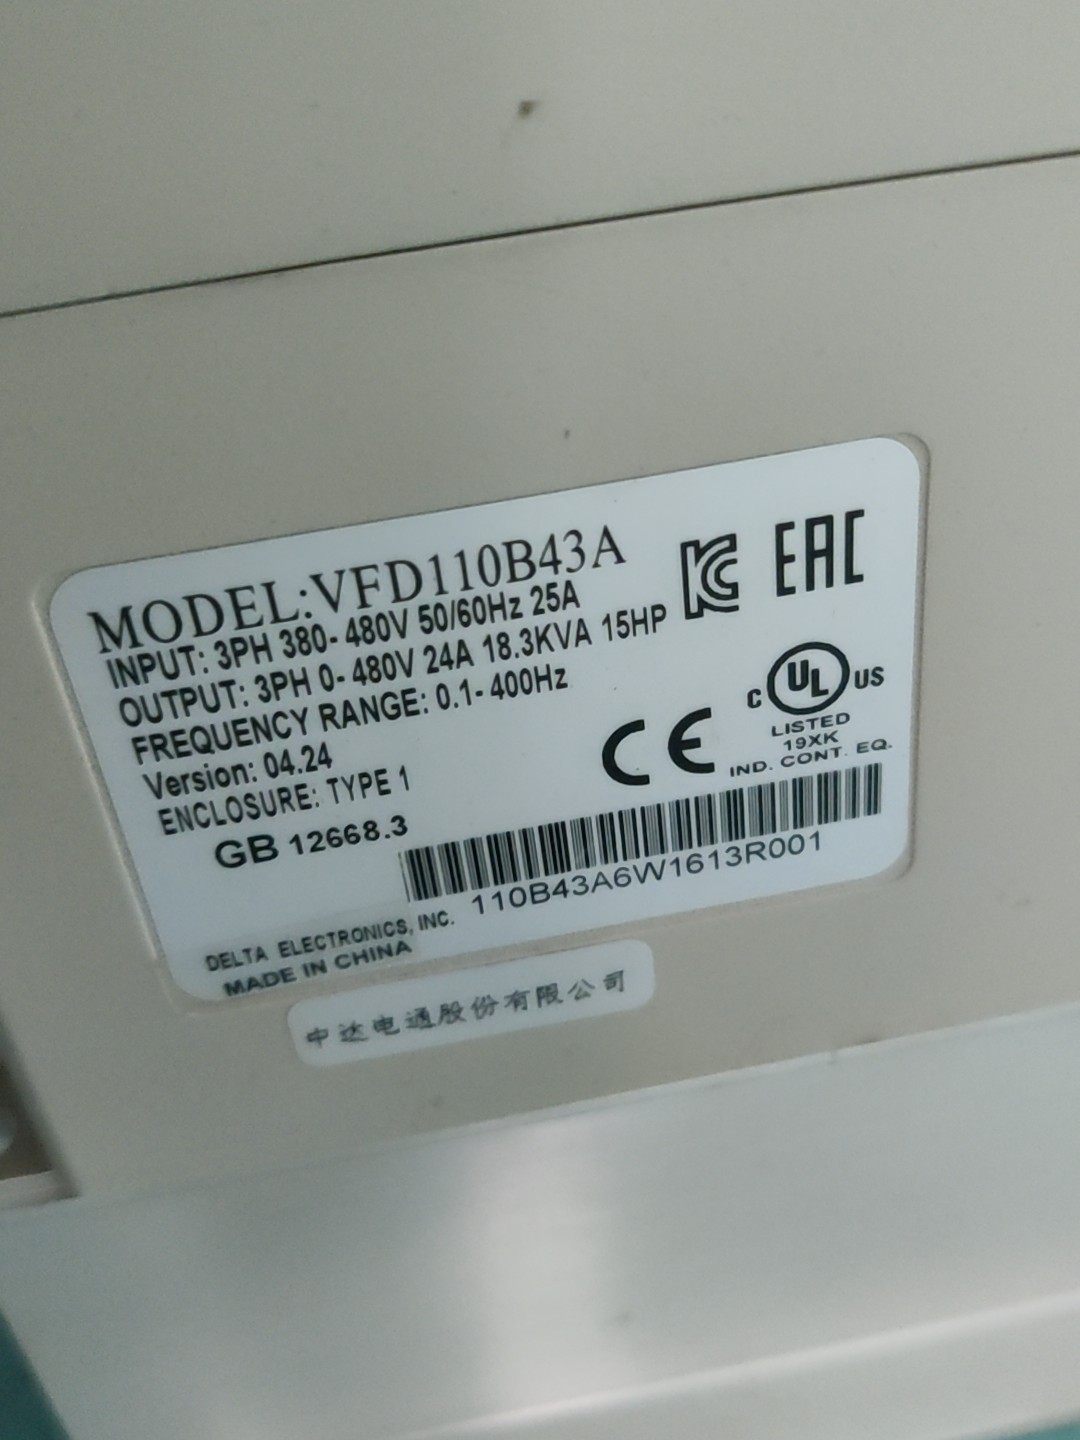 MODEL:VFD110B43A
INPUT: 3PH 380-480V 50/60Hz 25A
OUTPUT: 3PH 0-480V 24A 18.3KVA 15HP
FREQUENCY RANGE: 0.1-400Hz
Version: 04.24
ENCLOSURE: TYPE 1
GB 12668.3
KC
EAC
CE
C UL US
LISTED
19XK
IND. CONT. EQ.
110B43A6W1613R001
DELTA ELECTRONICS, INC.
MADE IN CHINA
中达电通股份有限公司